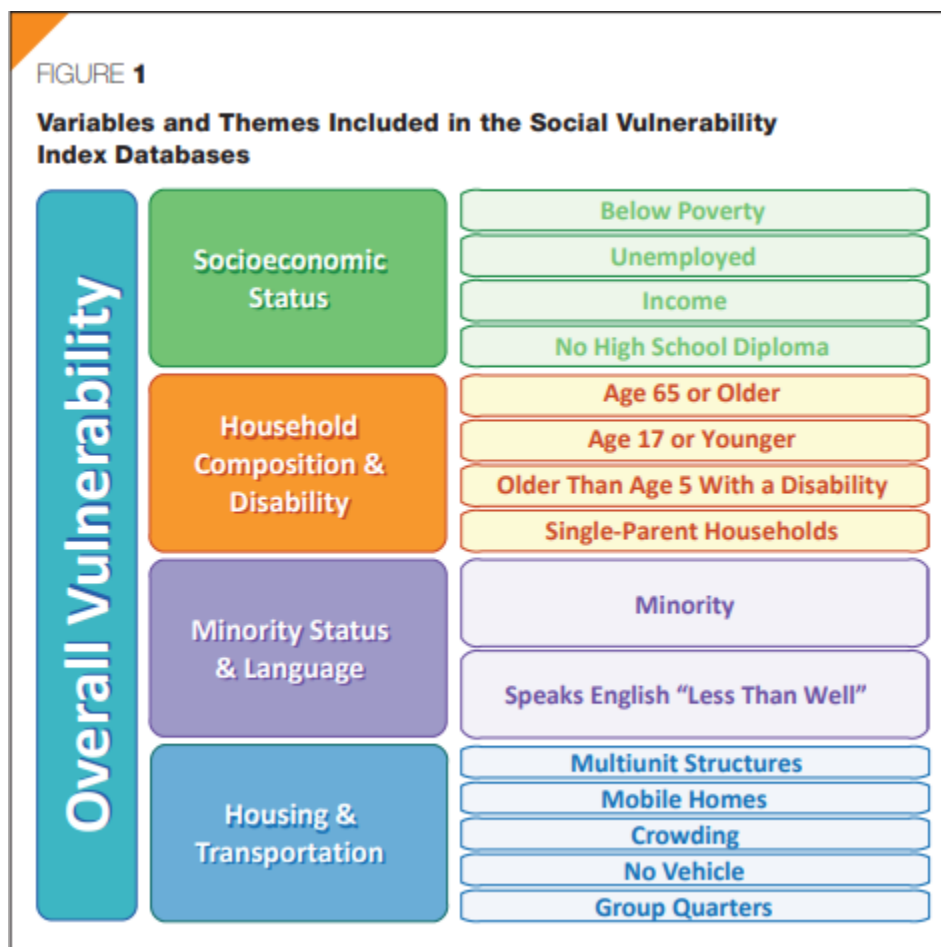 FIGURE 1
Variables and Themes Included in the Social Vulnerability
Index Databases
Overall Vulnerability
Socioeconomic
Status
Below Poverty
Unemployed
Income
No High School Diploma
Household
Composition &
Disability
Age 65 or Older
Age 17 or Younger
Older Than Age 5 With a Disability
Single-Parent Households
Minority Status
& Language
Minority
Speaks English “Less Than Well”
Housing &
Transportation
Multiunit Structures
Mobile Homes
Crowding
No Vehicle
Group Quarters